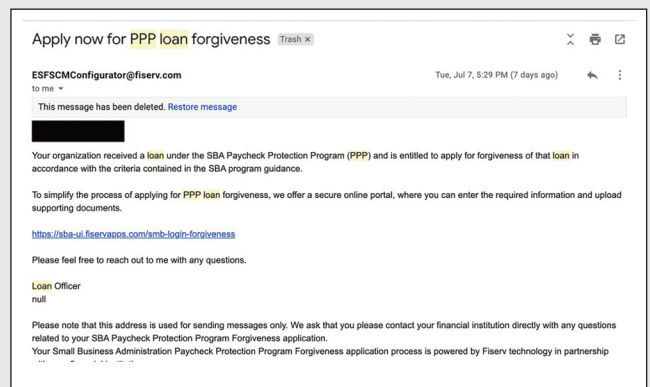 Apply now for PPP loan forgiveness Trash ×
ESFSCMConfigurator@fiserv.com Tue, Jul 7, 5:29 PM (7 days ago)
to me
This message has been deleted. Restore message
Your organization received a loan under the SBA Paycheck Protection Program (PPP) and is entitled to apply for forgiveness of that loan in
accordance with the criteria contained in the SBA program guidance.
To simplify the process of applying for PPP loan forgiveness, we offer a secure online portal, where you can enter the required information and upload
supporting documents.
https://sba-ui.fiservapps.com/smb-login-forgiveness
Please feel free to reach out to me with any questions.
Loan Officer
null
Please note that this address is used for sending messages only. We ask that you please contact your financial institution directly with any questions
related to your SBA Paycheck Protection Program Forgiveness application.
Your Small Business Administration Paycheck Protection Program Forgiveness application process is powered by Fiserv technology in partnership